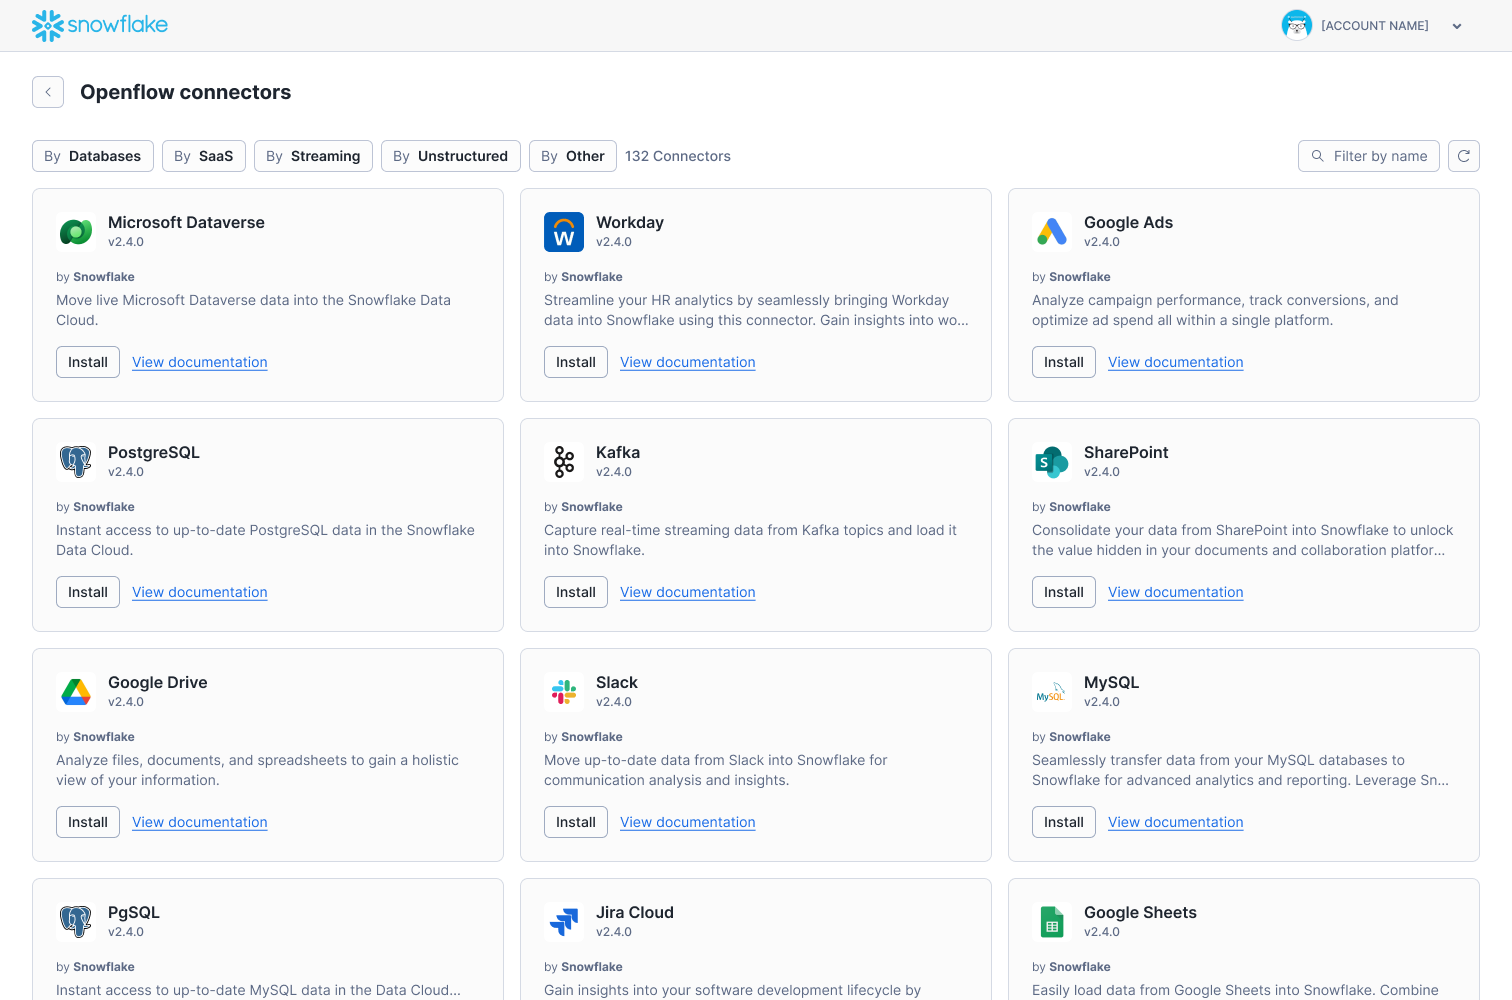 snowflake
[ACCOUNT NAME]
Openflow connectors
By Databases
By SaaS
By Streaming
By Unstructured
By Other
132 Connectors
Filter by name
Microsoft Dataverse
v2.4.0
by Snowflake
Move live Microsoft Dataverse data into the Snowflake Data
Cloud.
Install
View documentation
W
Workday
v2.4.0
by Snowflake
Streamline your HR analytics by seamlessly bringing Workday
data into Snowflake using this connector. Gain insights into wo...
Install
View documentation
Google Ads
v2.4.0
by Snowflake
Analyze campaign performance, track conversions, and
optimize ad spend all within a single platform.
Install
View documentation
PostgreSQL
v2.4.0
by Snowflake
Instant access to up-to-date PostgreSQL data in the Snowflake
Data Cloud.
Install
View documentation
Kafka
v2.4.0
by Snowflake
Capture real-time streaming data from Kafka topics and load it
into Snowflake.
Install
View documentation
S
SharePoint
v2.4.0
by Snowflake
Consolidate your data from SharePoint into Snowflake to unlock
the value hidden in your documents and collaboration platfor...
Install
View documentation
Google Drive
v2.4.0
by Snowflake
Analyze files, documents, and spreadsheets to gain a holistic
view of your information.
Install
View documentation
Slack
v2.4.0
by Snowflake
Move up-to-date data from Slack into Snowflake for
communication analysis and insights.
Install
View documentation
MySQL
MySQL
v2.4.0
by Snowflake
Seamlessly transfer data from your MySQL databases to
Snowflake for advanced analytics and reporting. Leverage Sn...
Install
View documentation
PgSQL
v2.4.0
by Snowflake
Instant access to up-to-date MySQL data in the Data Cloud...
Jira Cloud
v2.4.0
by Snowflake
Gain insights into your software development lifecycle by
Google Sheets
v2.4.0
by Snowflake
Easily load data from Google Sheets into Snowflake. Combine